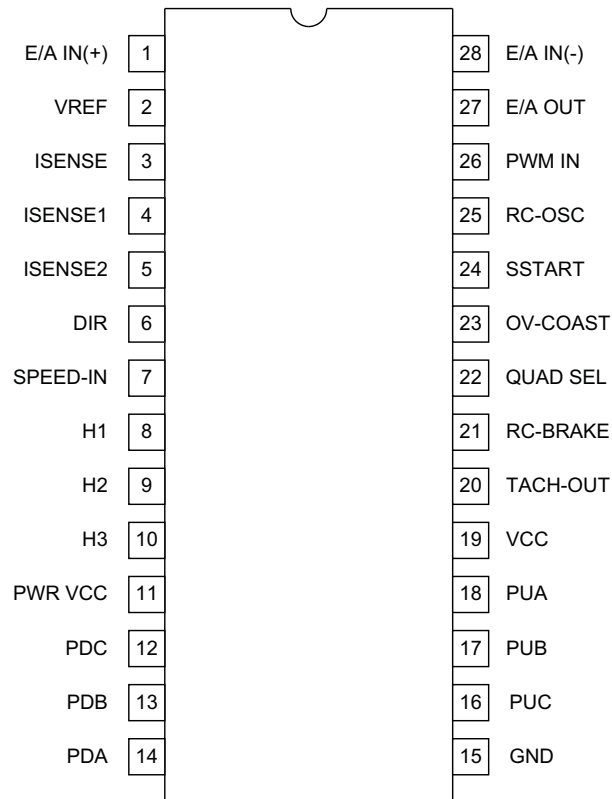 E/A IN(+) 1 28 E/A IN(-)
VREF 2 27 E/A OUT
ISENSE 3 26 PWM IN
ISENSE1 4 25 RC-OSC
ISENSE2 5 24 SSTART
DIR 6 23 OV-COAST
SPEED-IN 7 22 QUAD SEL
H1 8 21 RC-BRAKE
H2 9 20 TACH-OUT
H3 10 19 VCC
PWR VCC 11 18 PUA
PDC 12 17 PUB
PDB 13 16 PUC
PDA 14 15 GND